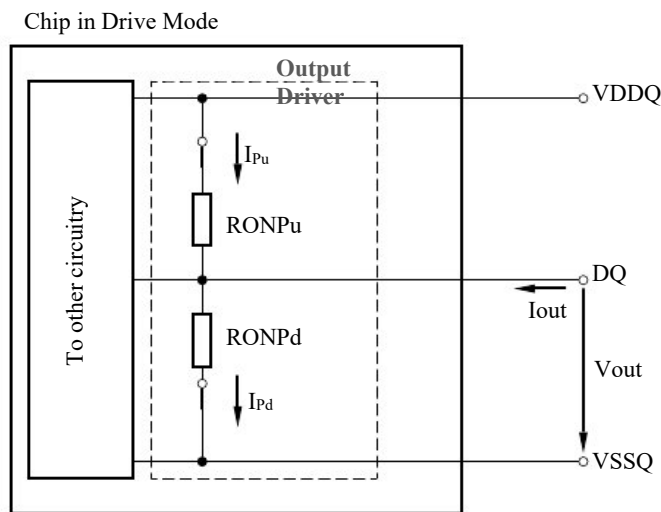 Chip in Drive Mode
Output
Driver
VDDQ
IPu
RONPu
To other circuitry
DQ
Iout
RONPd
Vout
IPd
VSSQ